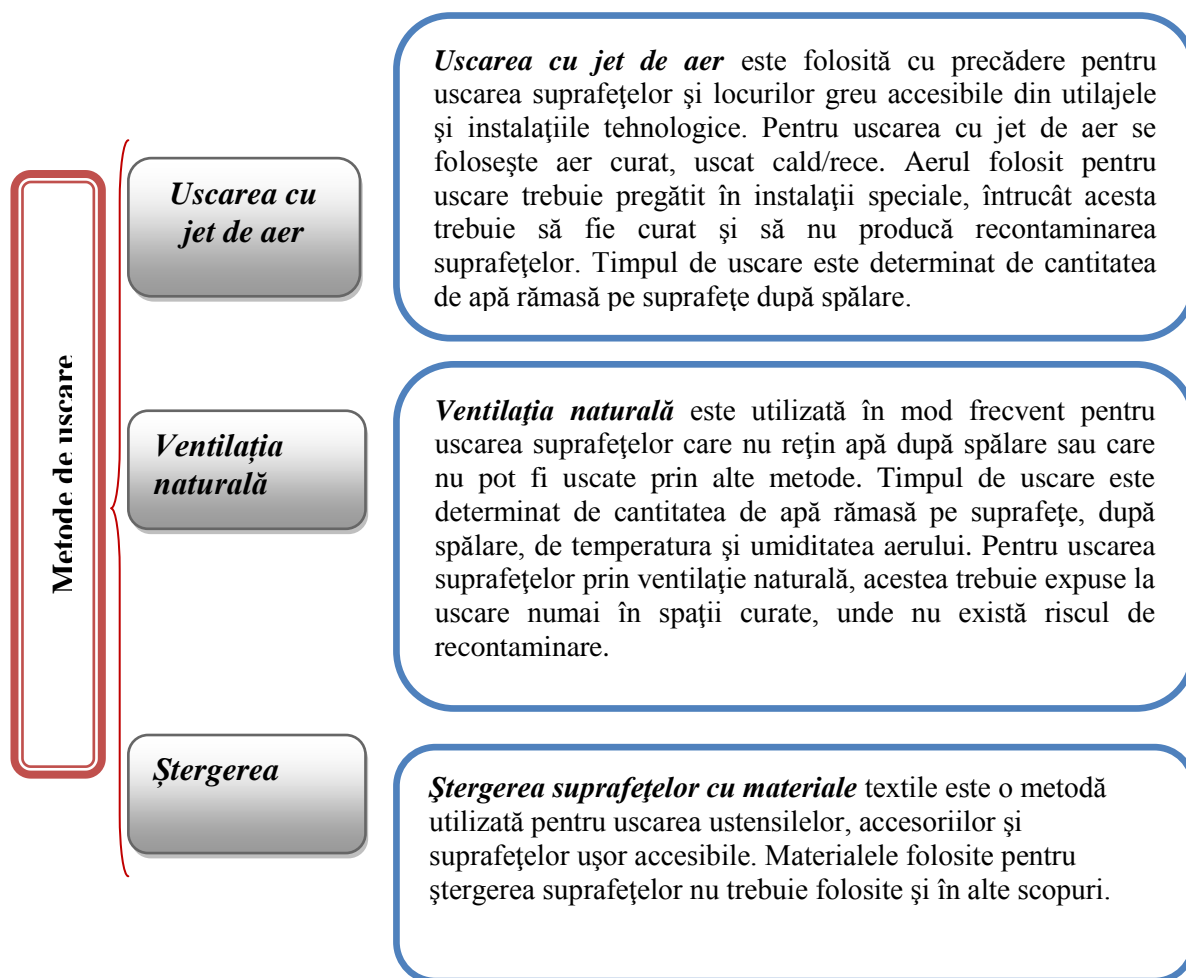 Metode de uscare
Uscarea cu
jet de aer
Uscarea cu jet de aer este folosită cu precădere pentru
uscarea suprafeţelor şi locurilor greu accesibile din utilajele
şi instalaţiile tehnologice. Pentru uscarea cu jet de aer se
foloseşte aer curat, uscat cald/rece. Aerul folosit pentru
uscare trebuie pregătit în instalaţii speciale, întrucât acesta
trebuie să fie curat şi să nu producă recontaminarea
suprafeţelor. Timpul de uscare este determinat de cantitatea
de apă rămasă pe suprafeţe după spălare.
Ventilația
naturală
Ventilaţia naturală este utilizată în mod frecvent pentru
uscarea suprafeţelor care nu reţin apă după spălare sau care
nu pot fi uscate prin alte metode. Timpul de uscare este
determinat de cantitatea de apă rămasă pe suprafeţe, după
spălare, de temperatura şi umiditatea aerului. Pentru uscarea
suprafeţelor prin ventilaţie naturală, acestea trebuie expuse la
uscare numai în spaţii curate, unde nu există riscul de
recontaminare.
Ștergerea
Ştergerea suprafeţelor cu materiale textile este o metodă
utilizată pentru uscarea ustensilelor, accesoriilor şi
suprafeţelor uşor accesibile. Materialele folosite pentru
ştergerea suprafeţelor nu trebuie folosite şi în alte scopuri.